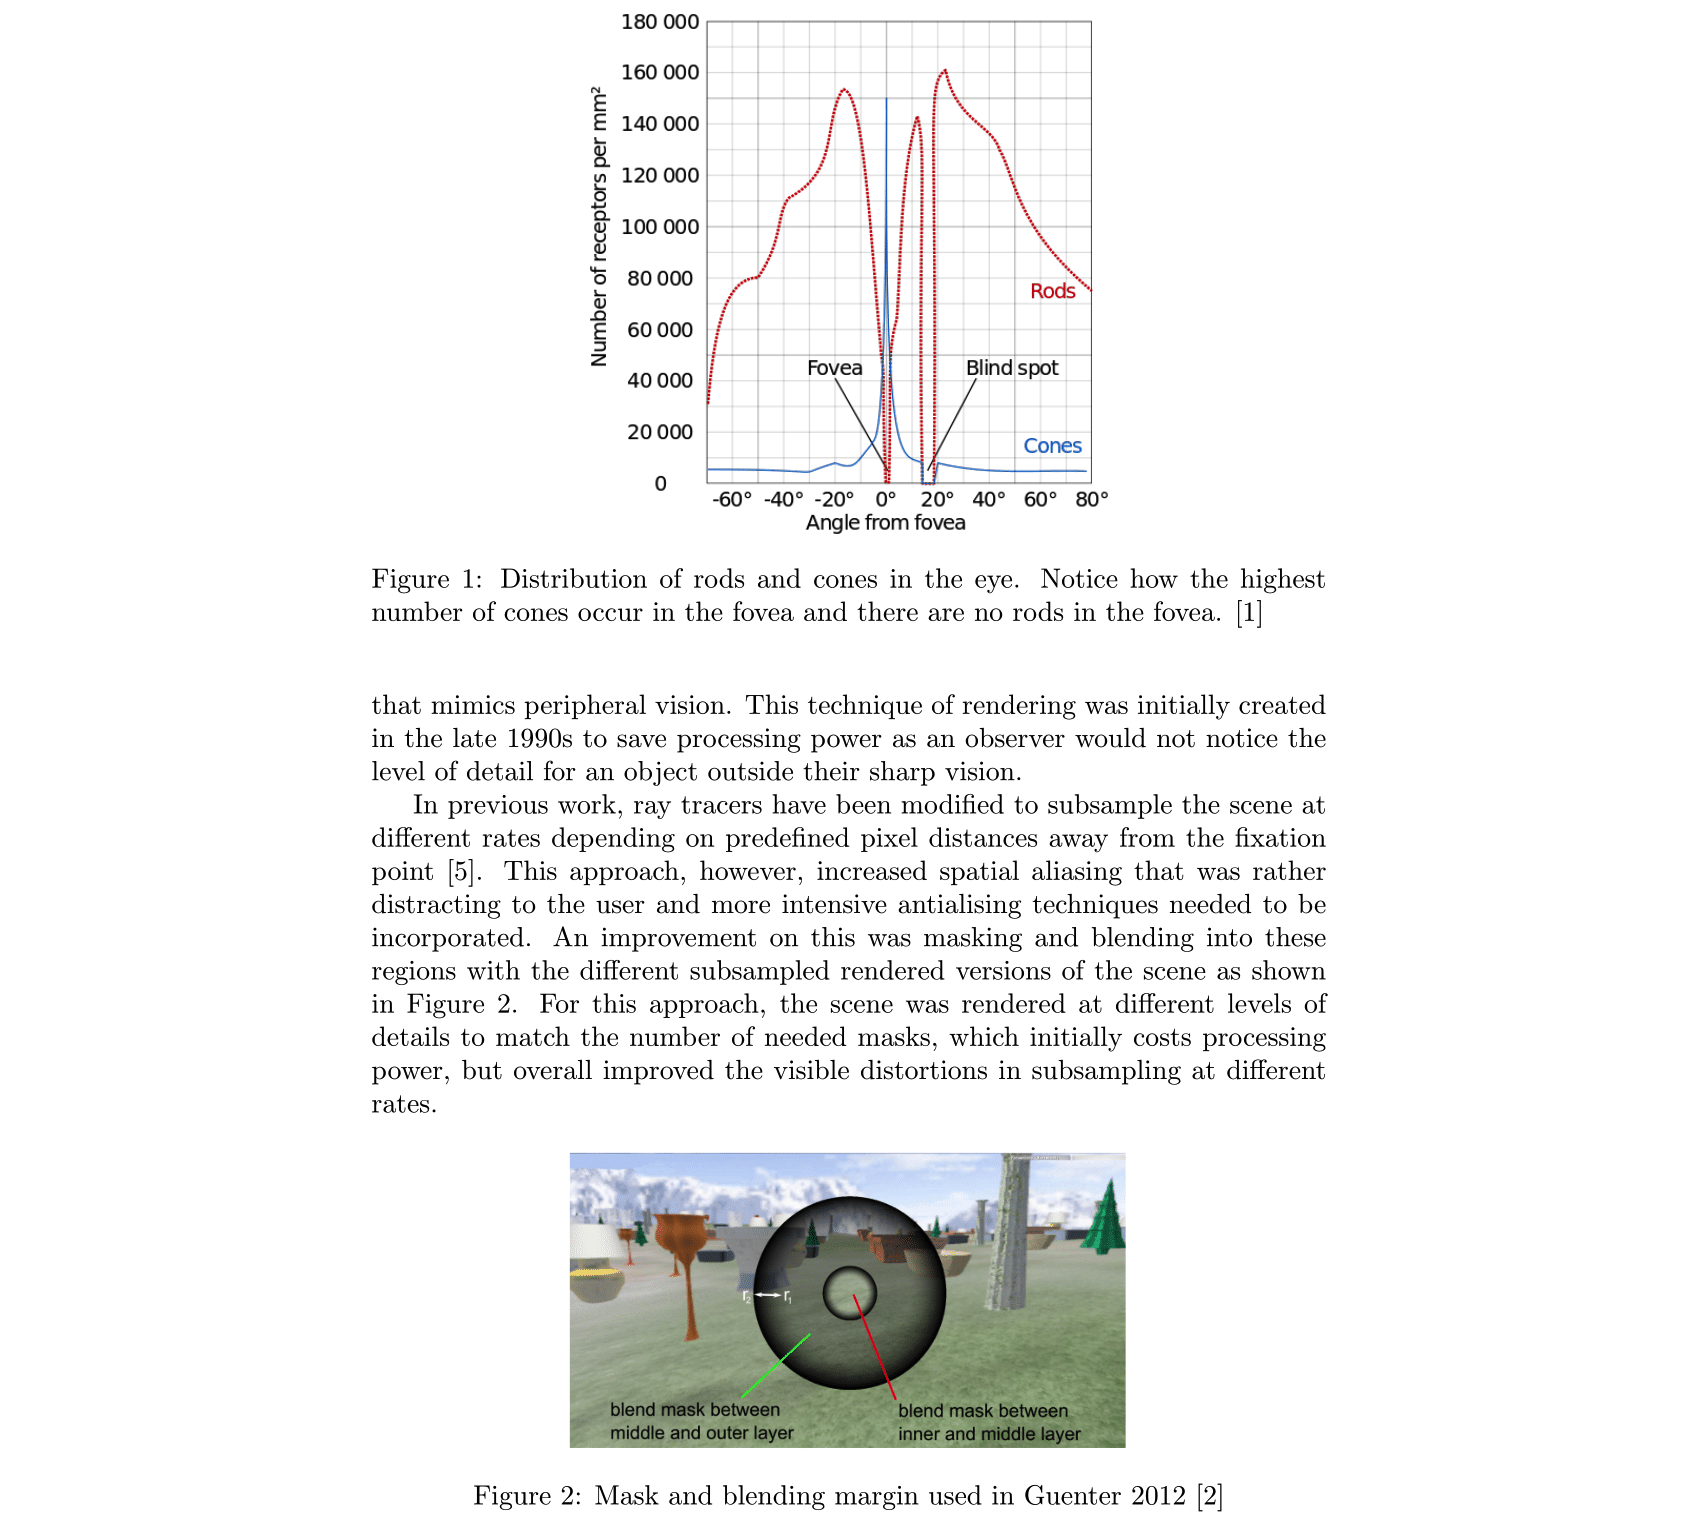 180 000
160 000
140 000
120 000
100 000
80 000
60 000
40 000
20 000
0
Number of receptors per mm²
Fovea
Blind spot
Rods
Cones
-60° -40° -20° 0° 20° 40° 60° 80°
Angle from fovea
Figure 1: Distribution of rods and cones in the eye. Notice how the highest
number of cones occur in the fovea and there are no rods in the fovea. [1]
that mimics peripheral vision. This technique of rendering was initially created
in the late 1990s to save processing power as an observer would not notice the
level of detail for an object outside their sharp vision.
In previous work, ray tracers have been modified to subsample the scene at
different rates depending on predefined pixel distances away from the fixation
point [5]. This approach, however, increased spatial aliasing that was rather
distracting to the user and more intensive antialising techniques needed to be
incorporated. An improvement on this was masking and blending into these
regions with the different subsampled rendered versions of the scene as shown
in Figure 2. For this approach, the scene was rendered at different levels of
details to match the number of needed masks, which initially costs processing
power, but overall improved the visible distortions in subsampling at different
rates.
r₂ r₁
blend mask between
middle and outer layer
blend mask between
inner and middle layer
Figure 2: Mask and blending margin used in Guenter 2012 [2]